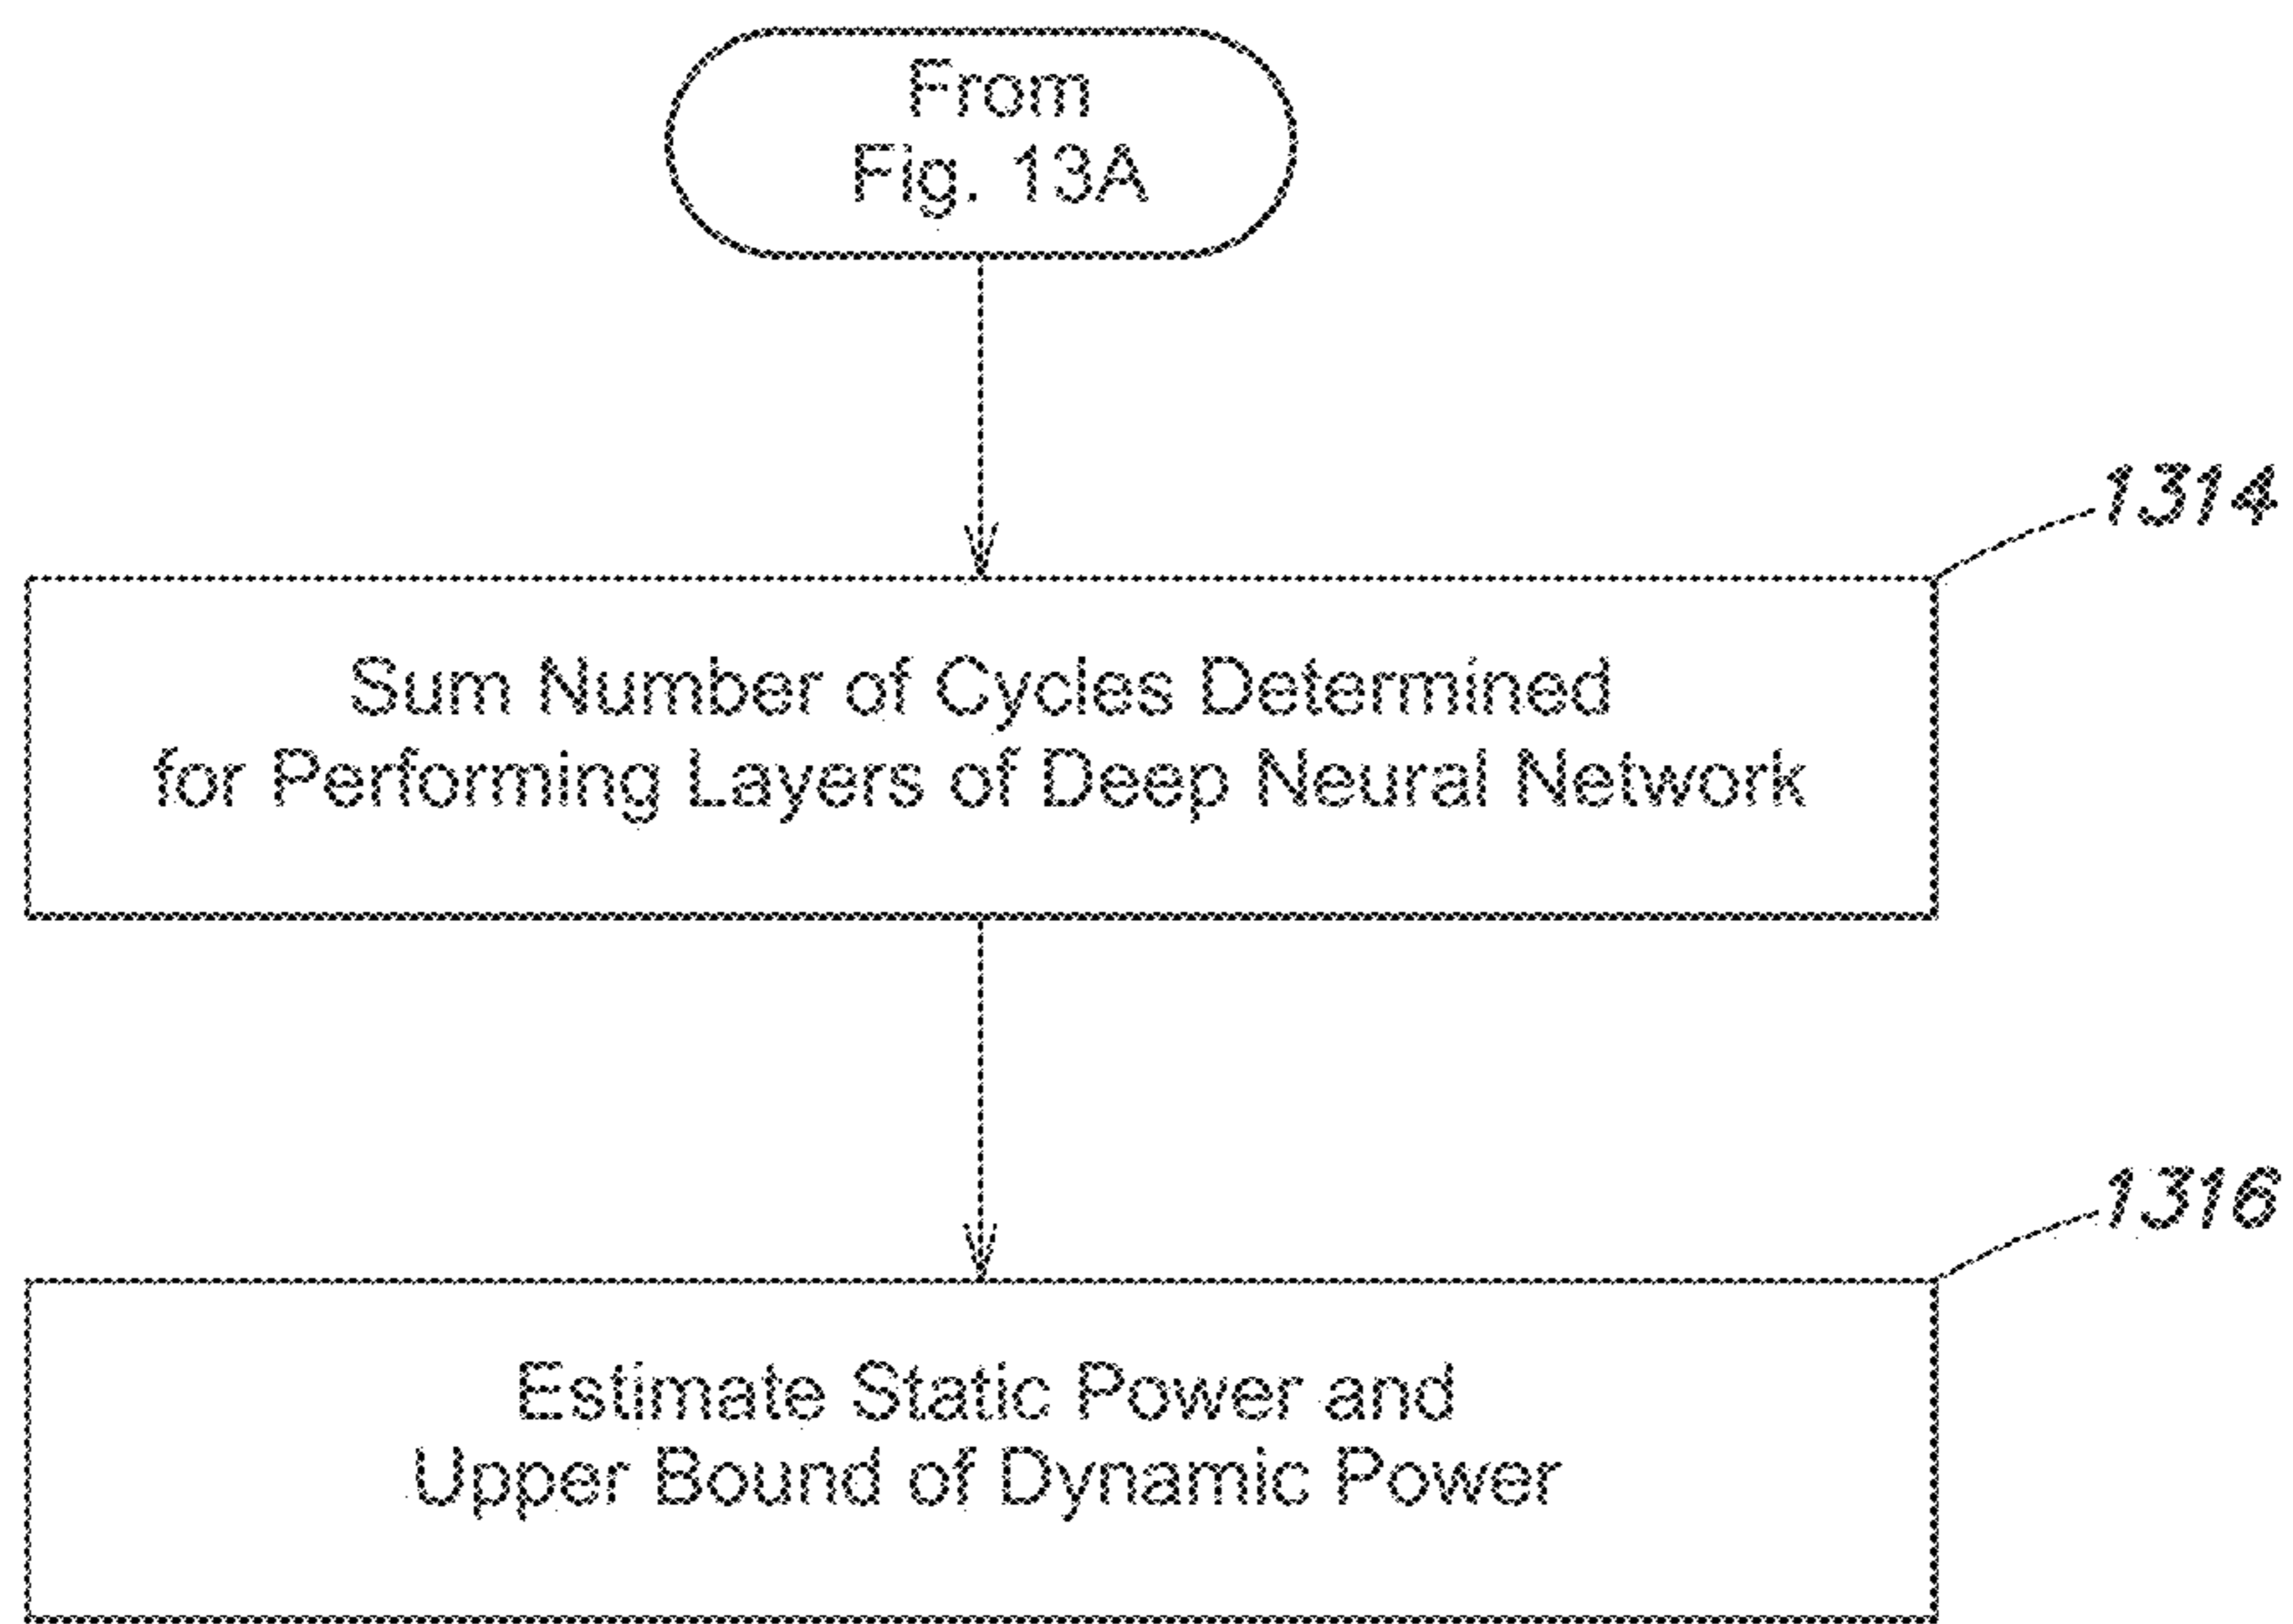 From
Fig. 13A
1314
Sum Number of Cycles Determined
for Performing Layers of Deep Neural Network
1316
Estimate Static Power and
Upper Bound of Dynamic Power